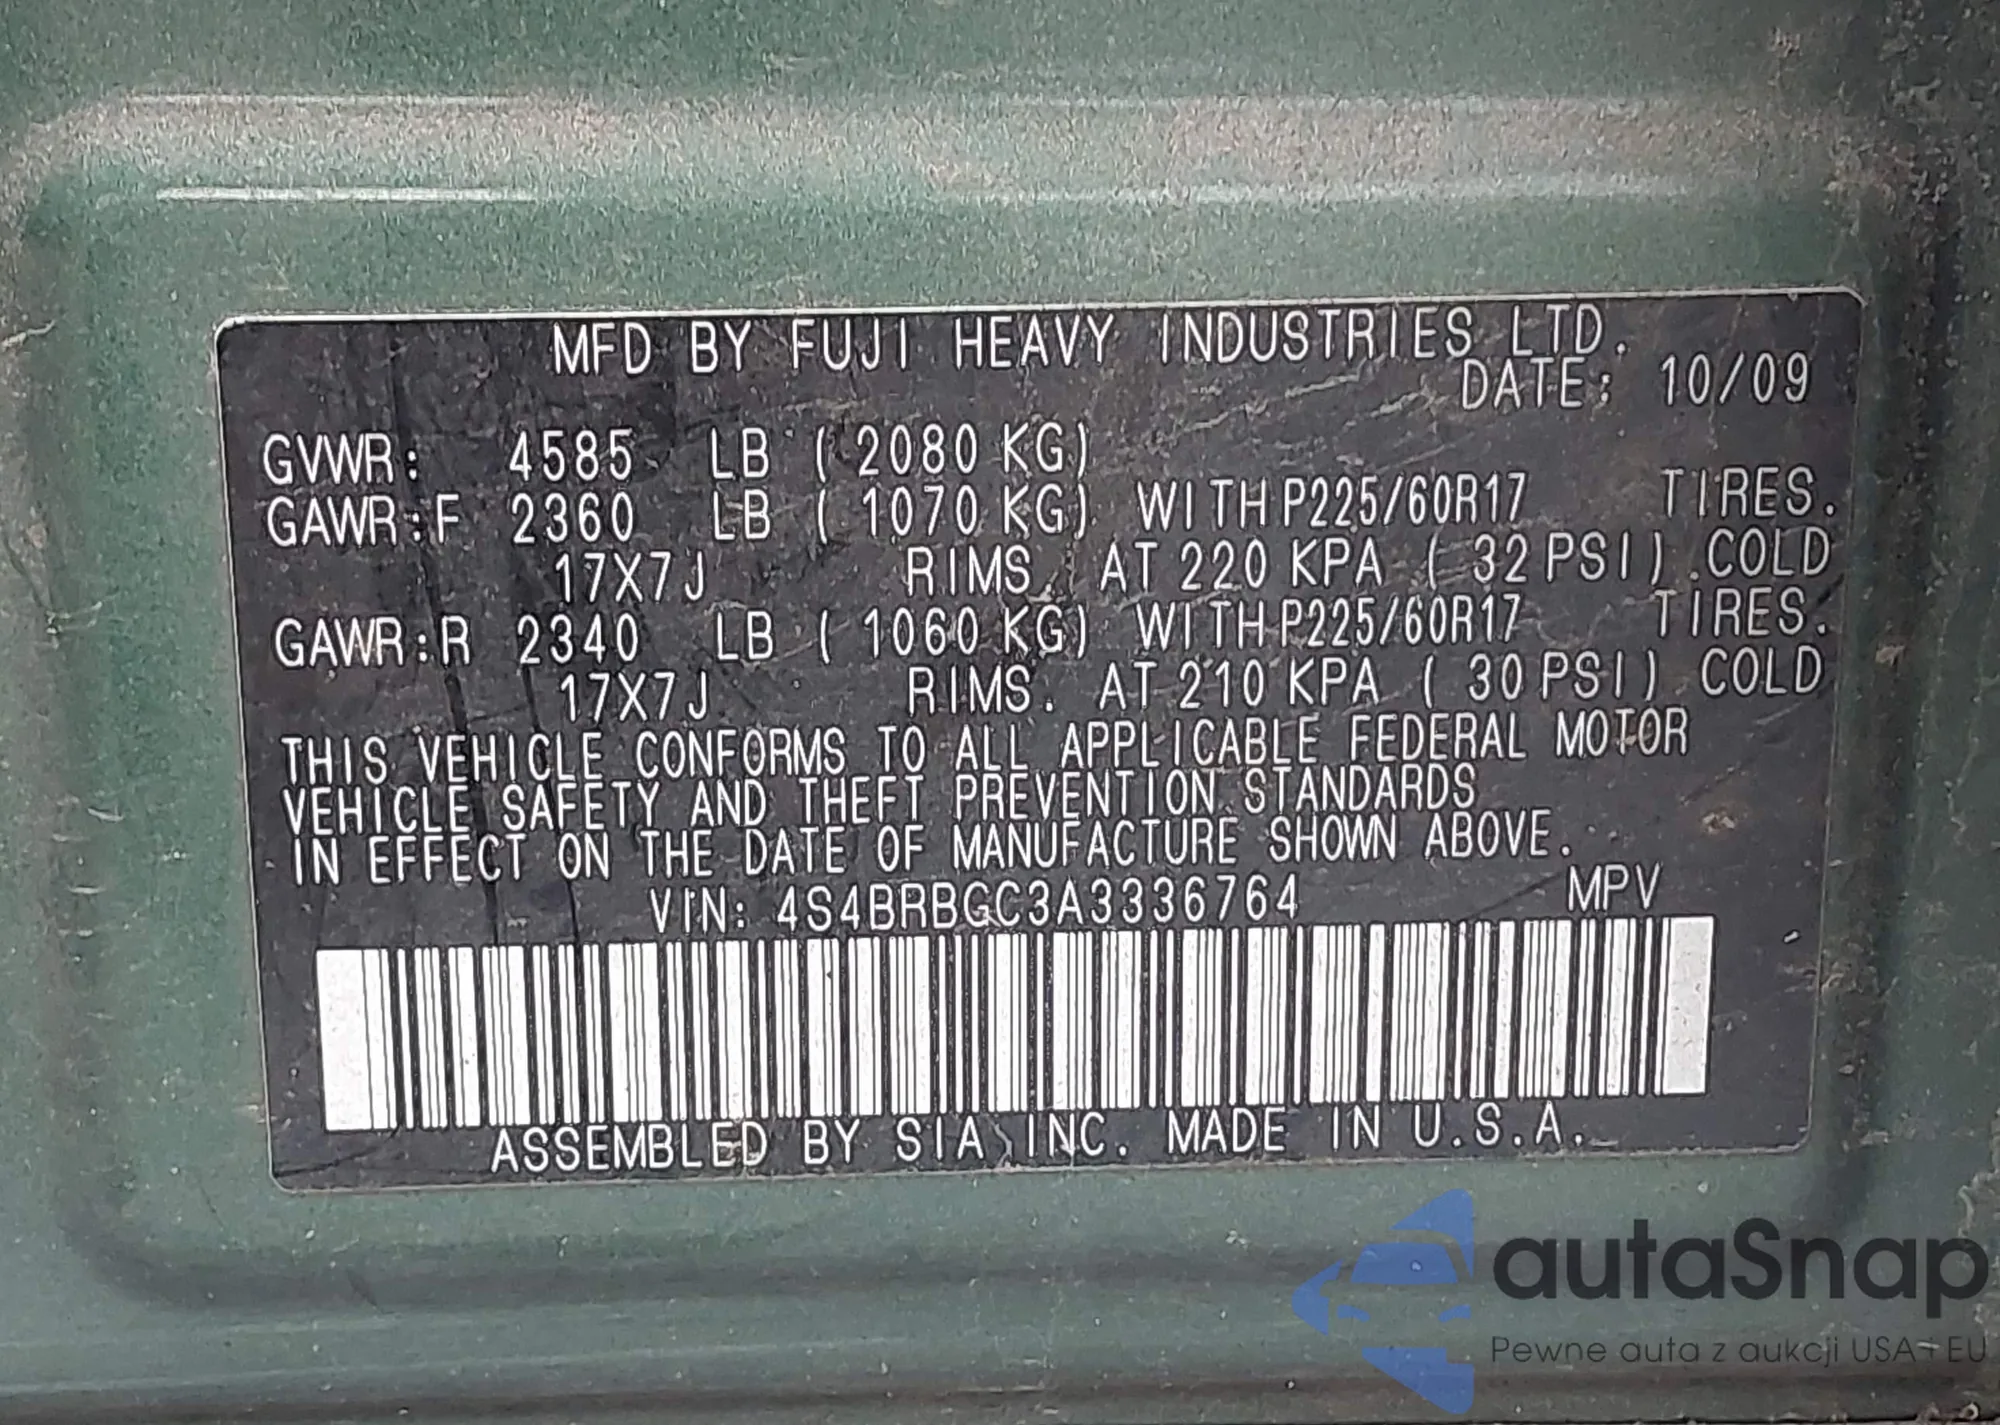 MFD BY FUJI HEAVY INDUSTRIES LTD.
DATE: 10/09
GVWR: 4585 LB ( 2080 KG)
GAWR:F 2360 LB ( 1070 KG) WITH P225/60R17 TIRES.
17X7J RIMS. AT 220 KPA ( 32 PSI) COLD
GAWR:R 2340 LB ( 1060 KG) WITH P225/60R17 TIRES.
17X7J RIMS. AT 210 KPA ( 30 PSI) COLD
THIS VEHICLE CONFORMS TO ALL APPLICABLE FEDERAL MOTOR
VEHICLE SAFETY AND THEFT PREVENTION STANDARDS
IN EFFECT ON THE DATE OF MANUFACTURE SHOWN ABOVE.
VIN: 4S4BRBGC3A3336764 MPV
ASSEMBLED BY SIA INC. MADE IN U.S.A.
autaSnap
Pewne auta z aukcji USA i EU